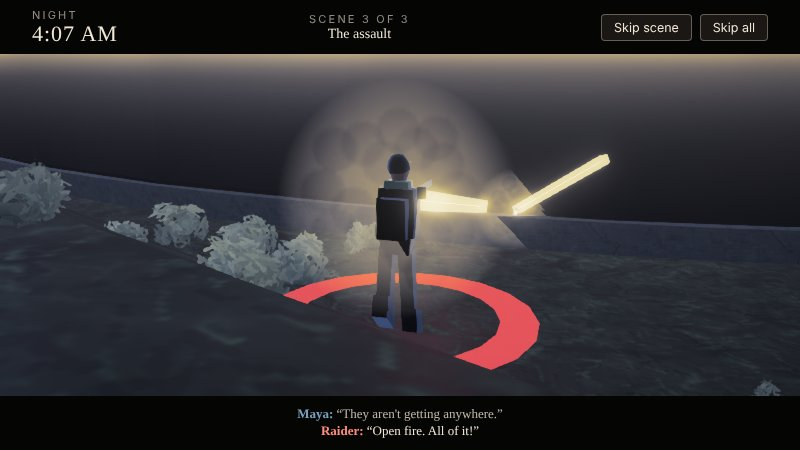 NIGHT
4:07 AM
SCENE 3 OF 3
The assault
Skip scene
Skip all
Maya: “They aren't getting anywhere.”
Raider: “Open fire. All of it!”